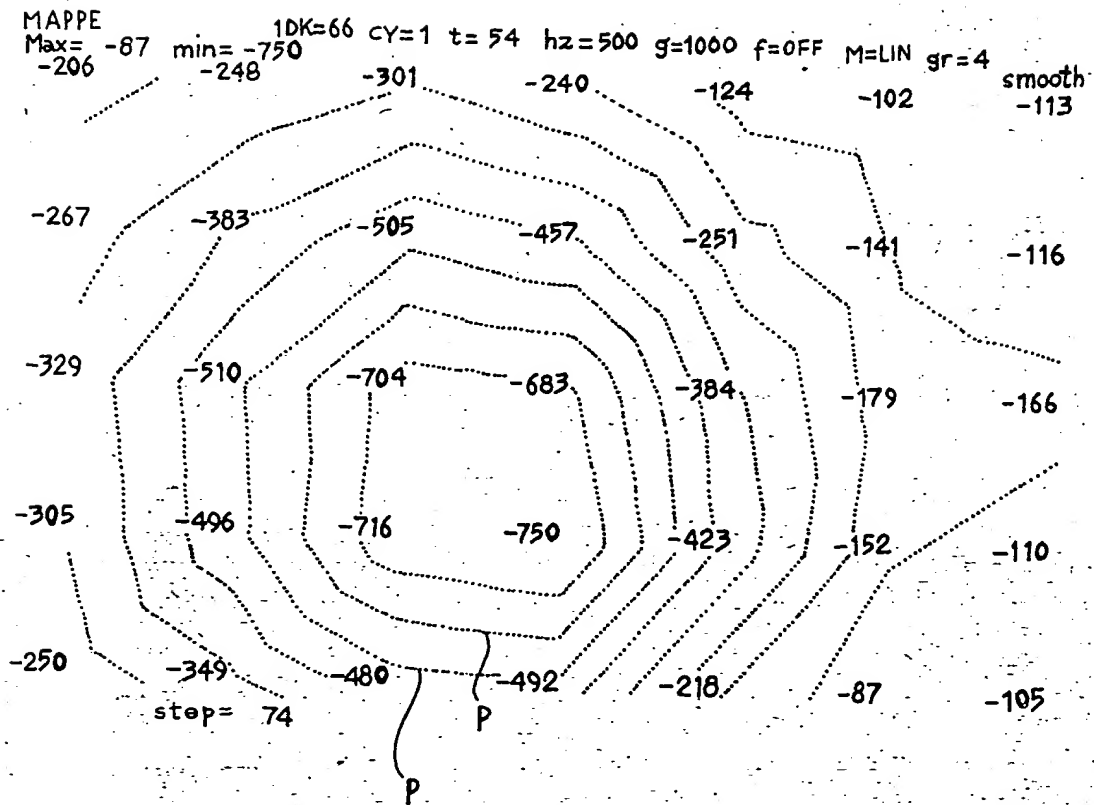 MAPPE
Max= -87 min= -750 1DK=66 CY=1 t= 54 hz=500 g=1000 f=OFF M=LIN gr=4 smooth
-206 -248 -301 -240 -124 -102 -113
-267 -383 -505 -457 -251 -141 -116
-329 -510 -704 -683 -384 -179 -166
-305 -496 -716 -750 -423 -152 -110
-250 -349 -480 -492 -218 -87 -105
step= 74
P
P